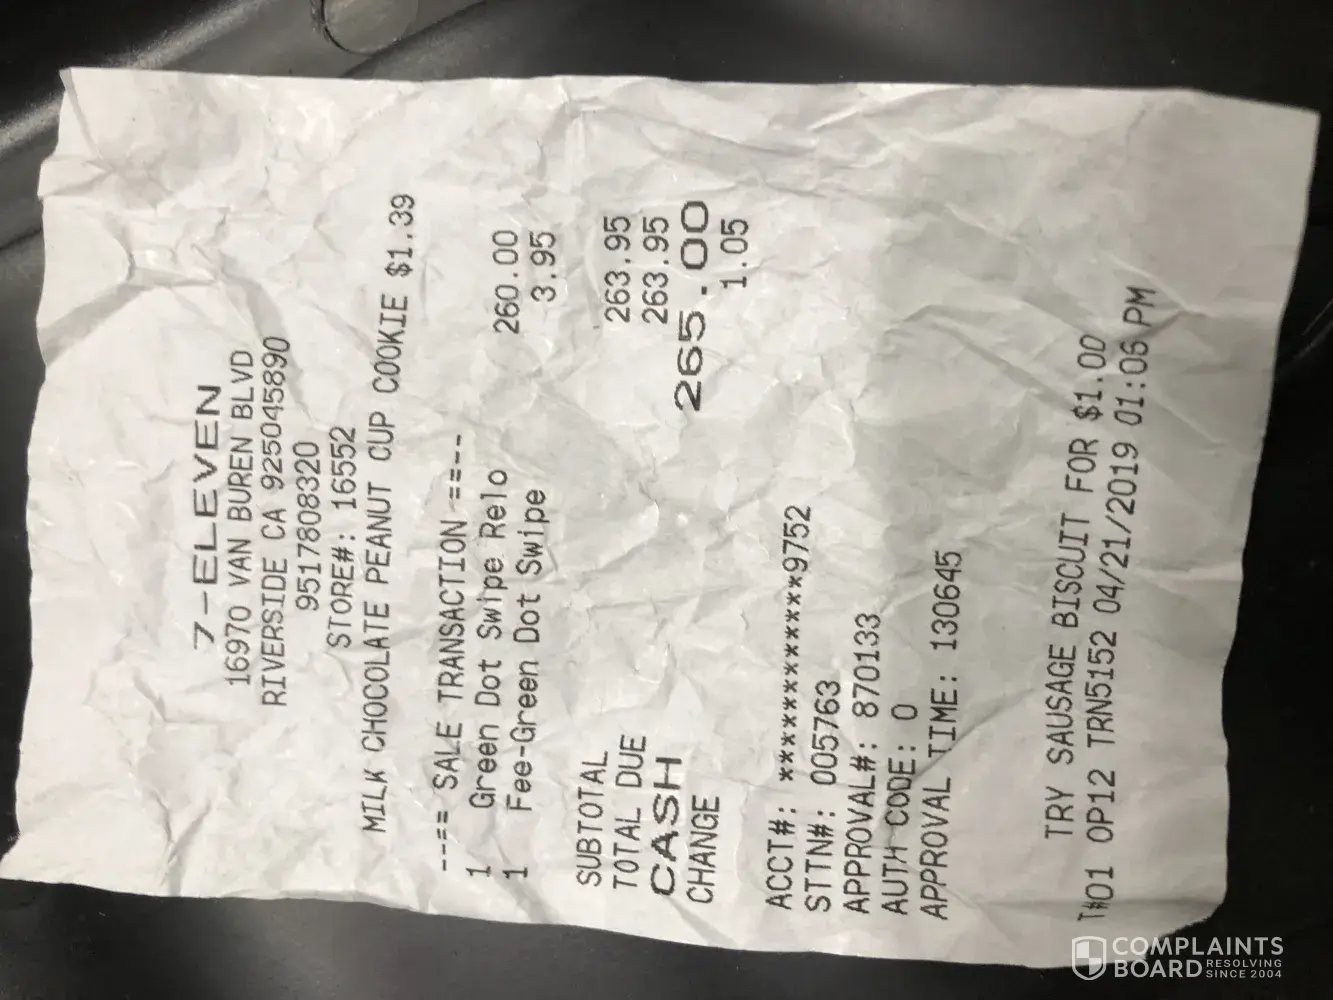 7-ELEVEN
16970 VAN BUREN BLVD
RIVERSIDE CA 925045890
9517808320
STORE#: 16552
MILK CHOCOLATE PEANUT CUP COOKIE $1.39
--== SALE TRANSACTION ==--
1 Green Dot Swipe Relo 260.00
1 Fee-Green Dot Swipe 3.95
SUBTOTAL 263.95
TOTAL DUE 263.95
CASH 265.00
CHANGE 1.05
ACCT#: ************9752
STTN#: 005763
APPROVAL#: 870133
AUTH CODE: 0
APPROVAL TIME: 130645
TRY SAUSAGE BISCUIT FOR $1.00
T#01 OP12 TRN5152 04/21/2019 01:06 PM
COMPLAINTS
BOARD RESOLVING
SINCE 2004